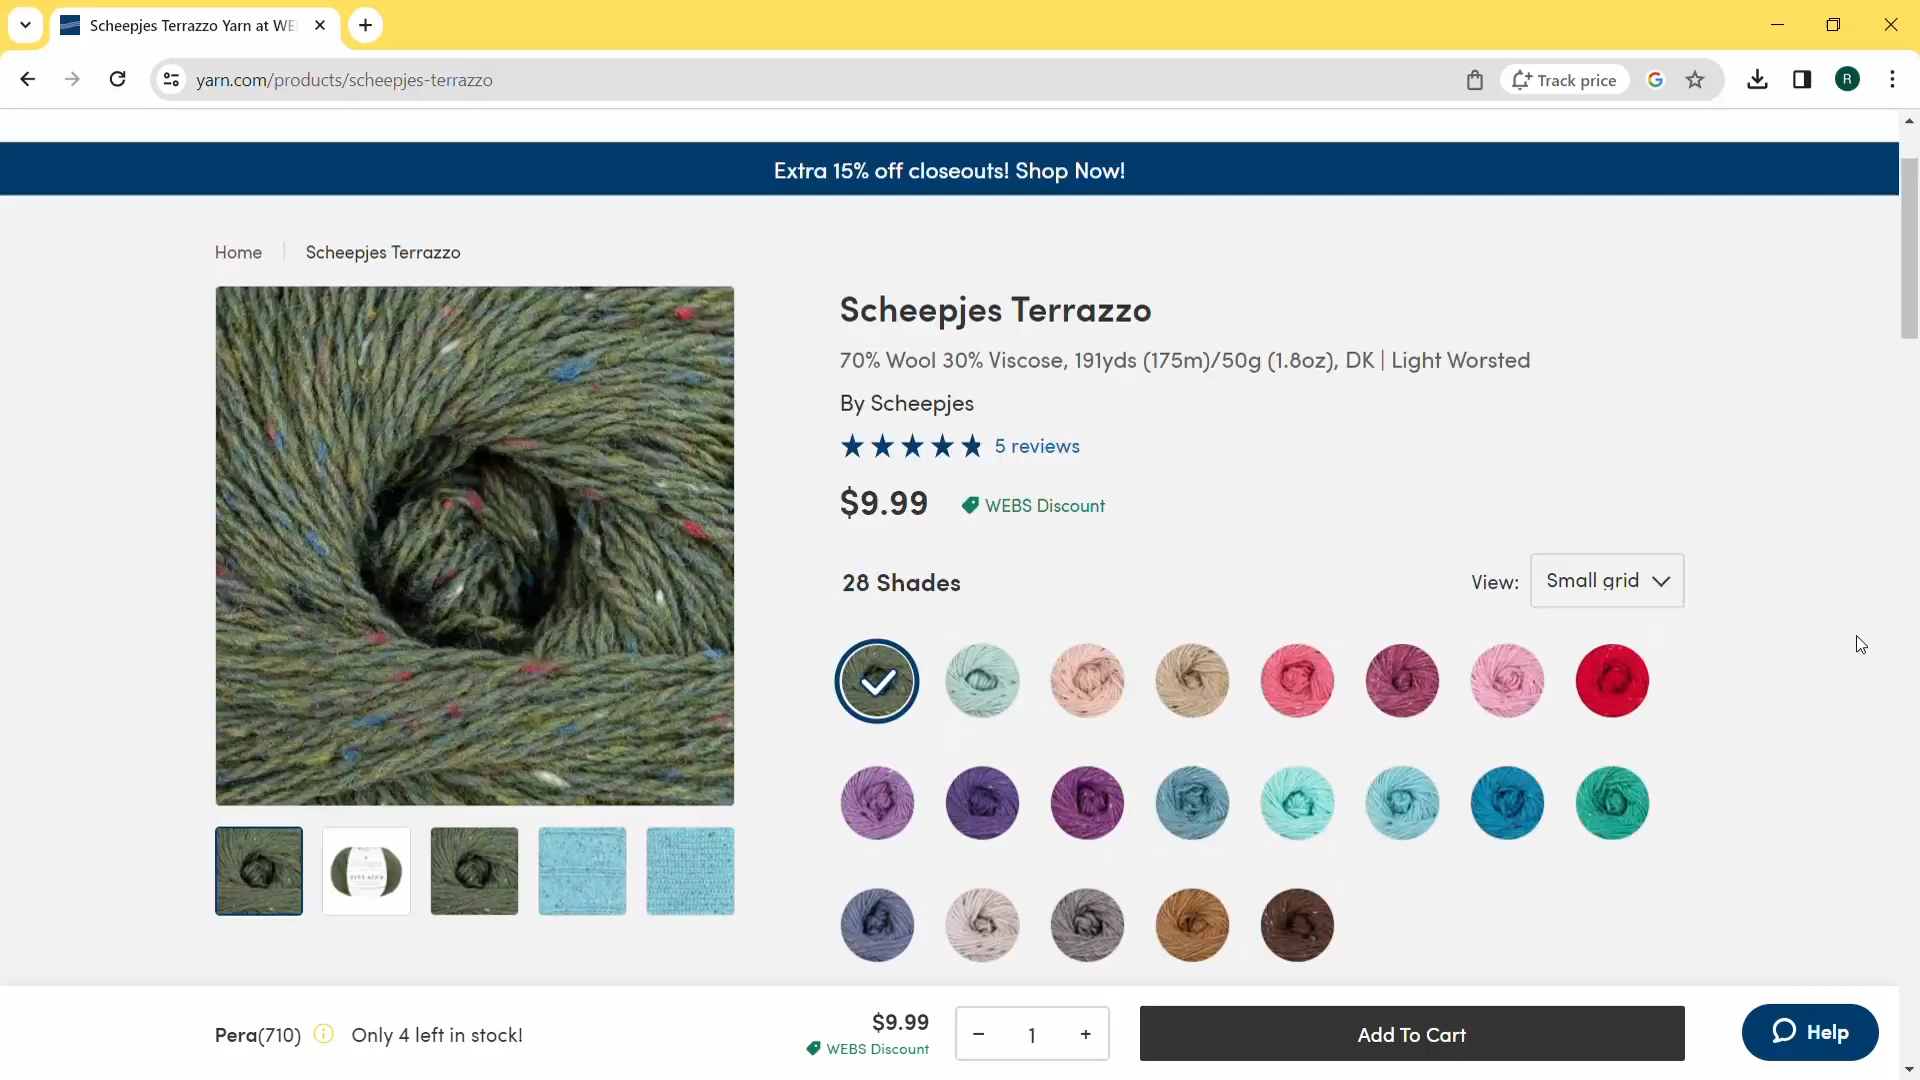 Scheepjes Terrazzo Yarn at WE
yarn.com/products/scheepjes-terrazzo
Track price
R
Extra 15% off closeouts! Shop Now!
Home
Scheepjes Terrazzo
Scheepjes Terrazzo
70% Wool 30% Viscose, 191yds (175m)/50g (1.8oz), DK | Light Worsted
By Scheepjes
5 reviews
$9.99
WEBS Discount
28 Shades
View:
Small grid
Pera(710)
Only 4 left in stock!
$9.99
WEBS Discount
1
Add To Cart
Help